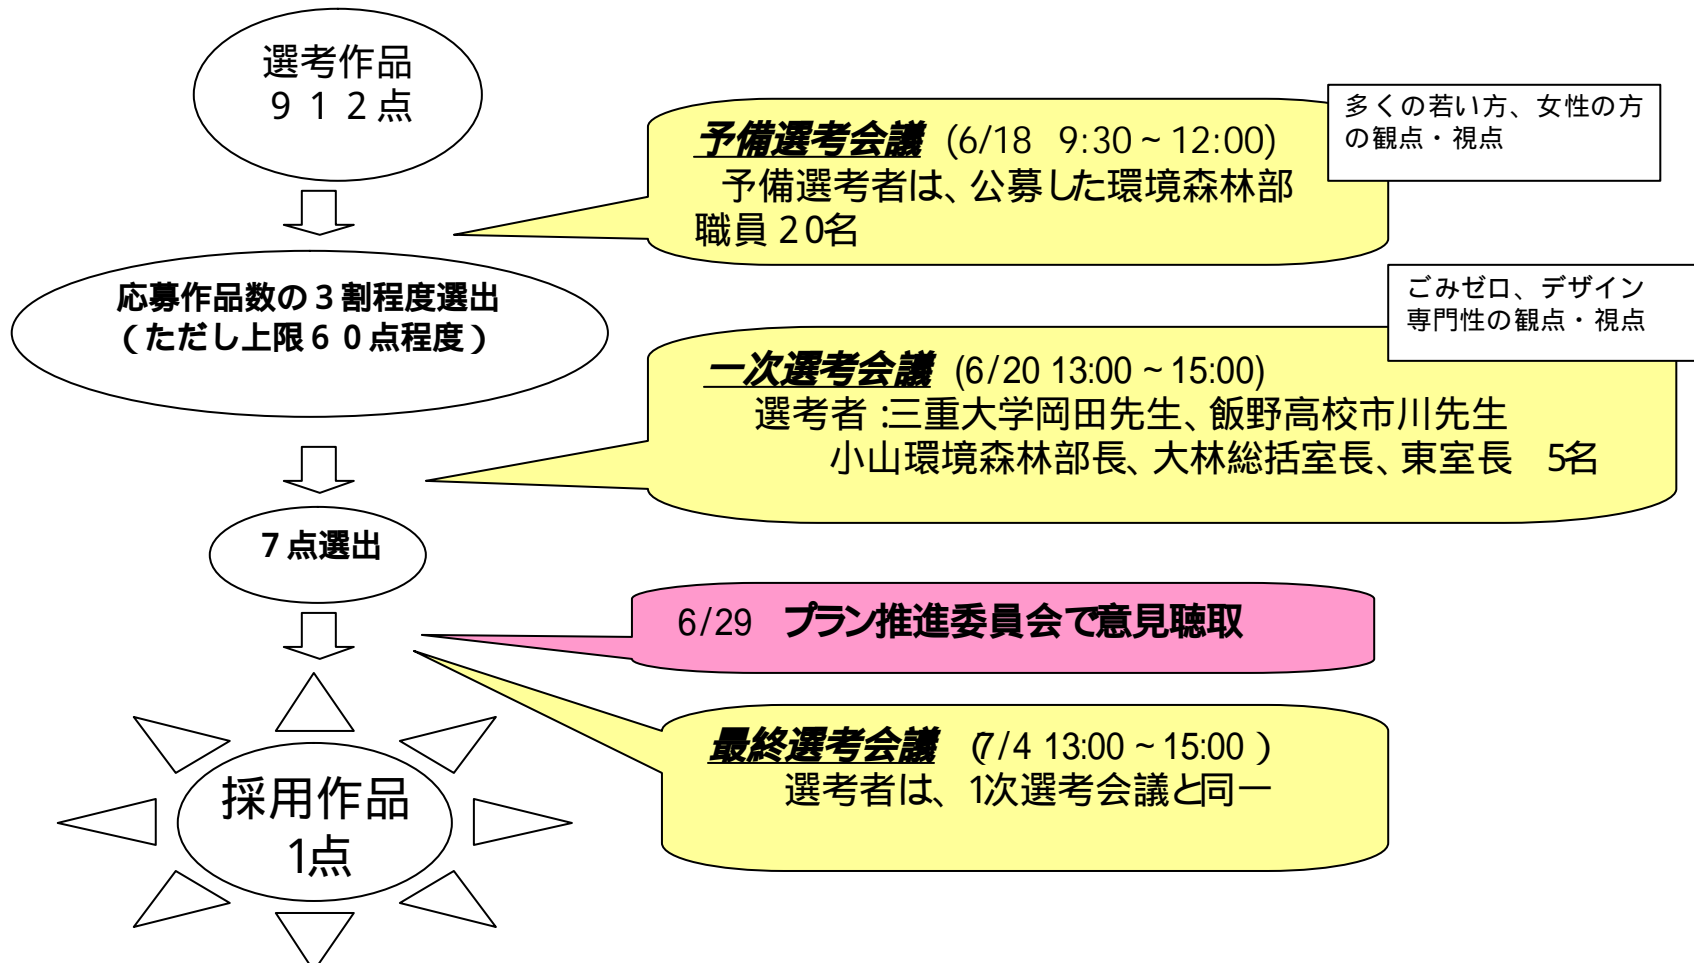 選考作品
９１２点
多くの若い方、女性の方
の観点・視点
予備選考会議 (6/18 9:30～12:00)
予備選考者は、公募した環境森林部
職員20名
応募作品数の３割程度選出
（ただし上限６０点程度）
ごみゼロ、デザイン
専門性の観点・視点
一次選考会議 (6/20 13:00～15:00)
選考者:三重大学岡田先生、飯野高校市川先生
小山環境森林部長、大林総括室長、東室長 5名
７点選出
6/29 プラン推進委員会で意見聴取
最終選考会議 (7/4 13:00～15:00)
選考者は、1次選考会議と同一
採用作品
1点